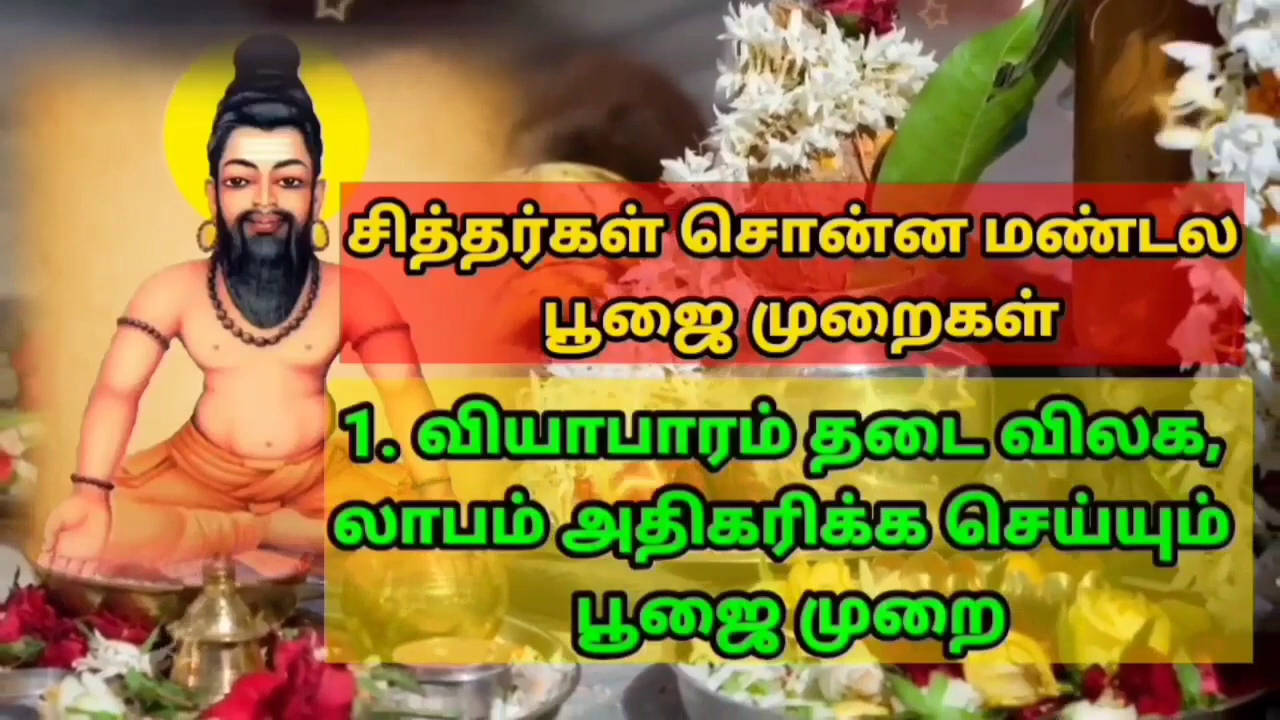 சித்தர்கள் சொன்ன மண்டல
பூஜை முறைகள்
1. வியாபாரம் தடை விலக,
லாபம் அதிகரிக்க செய்யும்
பூஜை முறை